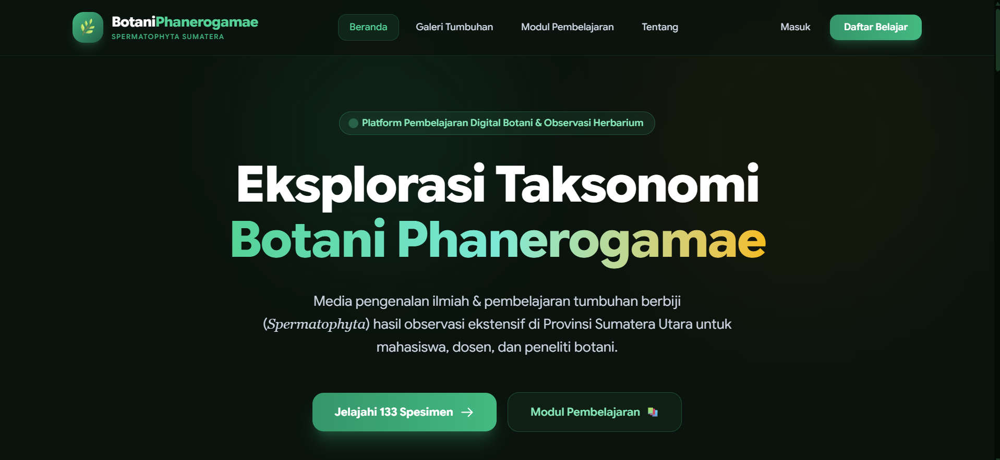 BotaniPhanerogamae
SPERMATOPHYTA SUMATERA
Beranda
Galeri Tumbuhan
Modul Pembelajaran
Tentang
Masuk
Daftar Belajar
Platform Pembelajaran Digital Botani & Observasi Herbarium
Eksplorasi Taksonomi
Botani Phanerogamae
Media pengenalan ilmiah & pembelajaran tumbuhan berbiji
(Spermatophyta) hasil observasi ekstensif di Provinsi Sumatera Utara untuk
mahasiswa, dosen, dan peneliti botani.
Jelajahi 133 Spesimen →
Modul Pembelajaran